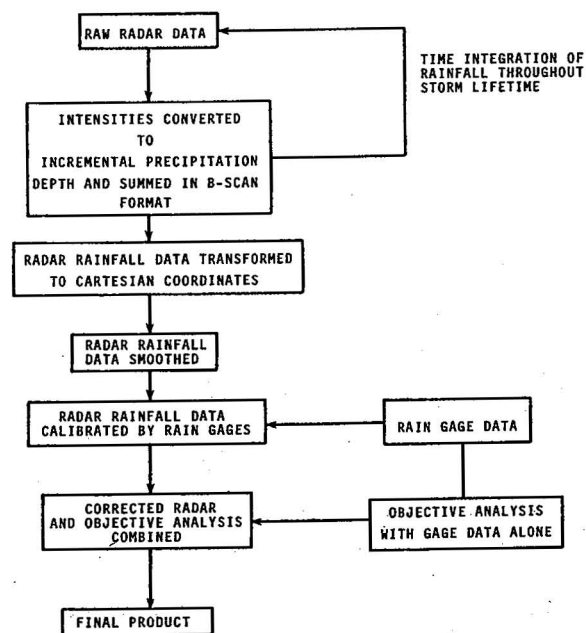 RAW RADAR DATA
TIME INTEGRATION OF
RAINFALL THROUGHOUT
STORM LIFETIME
INTENSITIES CONVERTED
TO
INCREMENTAL PRECIPITATION
DEPTH AND SUMMED IN B-SCAN
FORMAT
RADAR RAINFALL DATA TRANSFORMED
TO CARTESIAN COORDINATES
RADAR RAINFALL
DATA SMOOTHED
RADAR RAINFALL DATA
CALIBRATED BY RAIN GAGES
RAIN GAGE DATA
CORRECTED RADAR
AND OBJECTIVE ANALYSIS
COMBINED
OBJECTIVE ANALYSIS
WITH GAGE DATA ALONE
FINAL PRODUCT